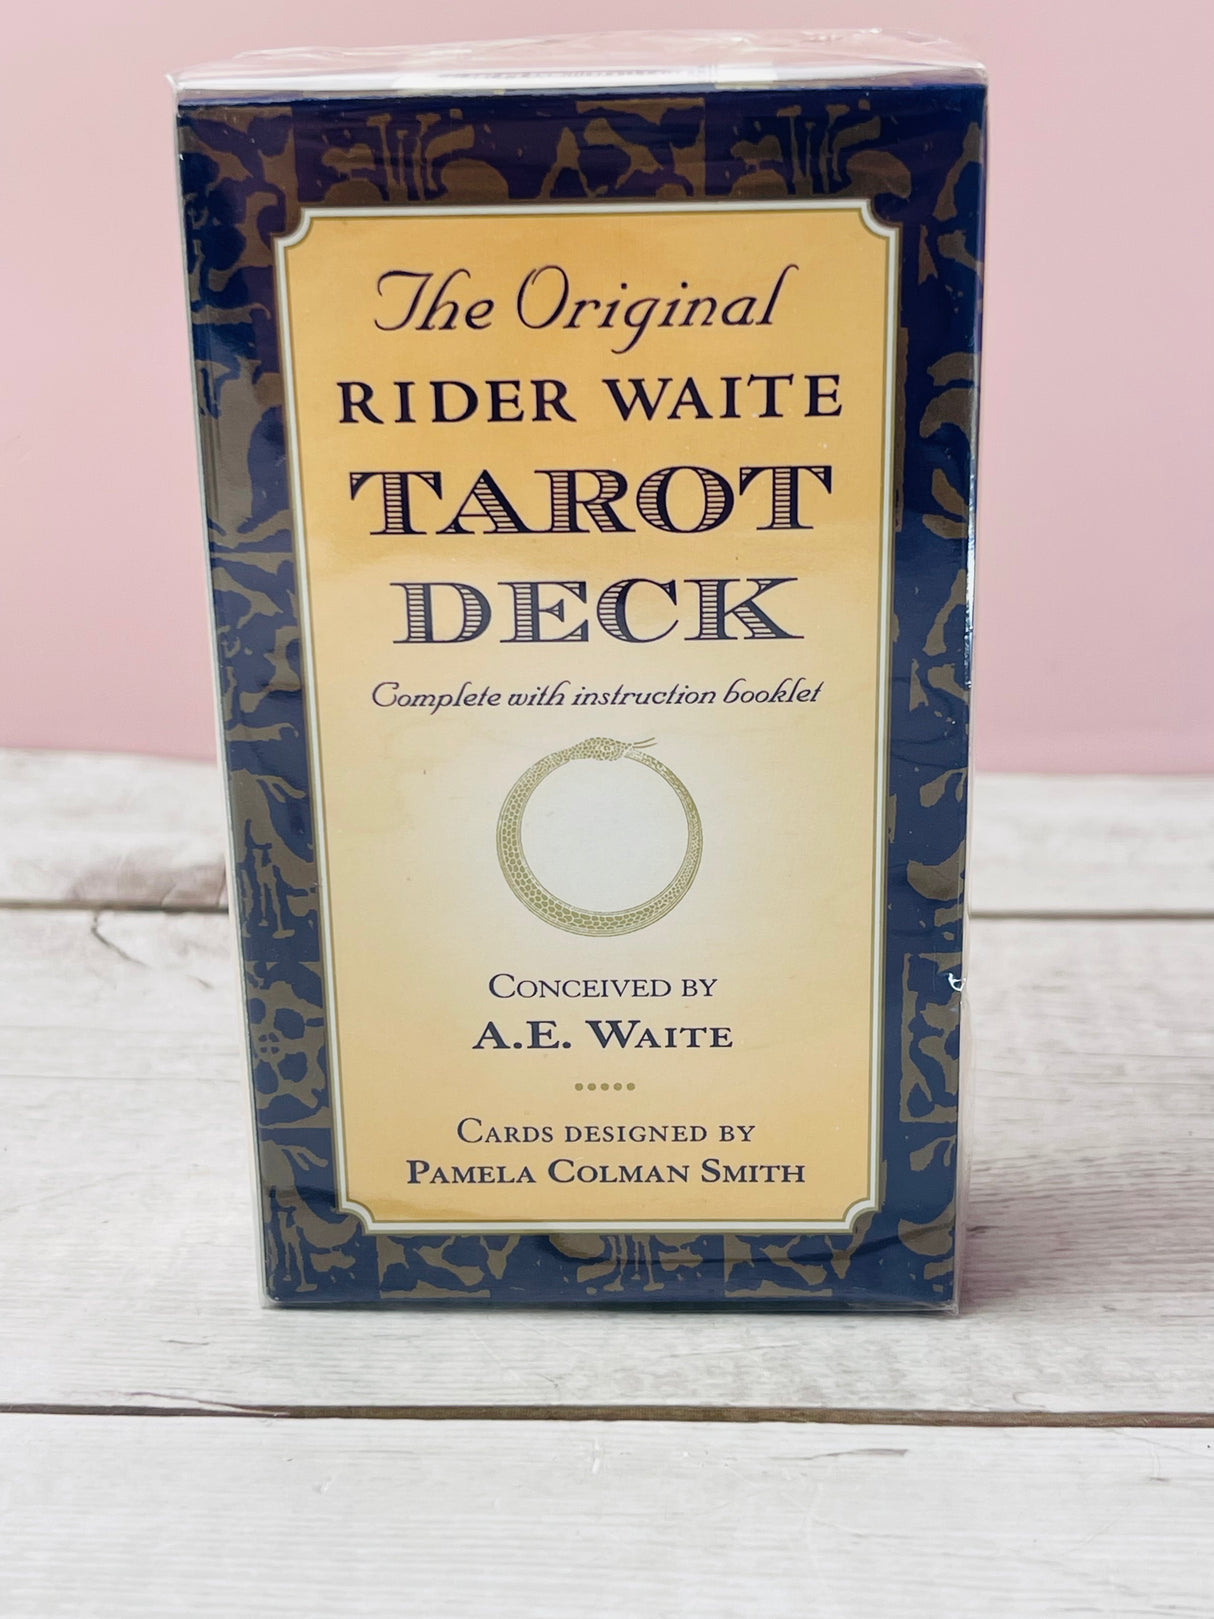 The Original
RIDER WAITE
TAROT
DECK
Complete with instruction booklet
CONCEIVED BY
A.E. WAITE
CARDS DESIGNED BY
PAMELA COLMAN SMITH